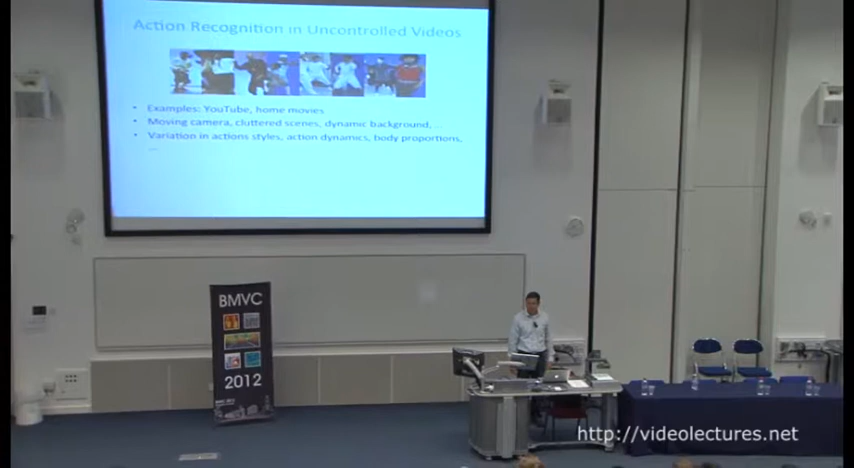 Action Recognition in Uncontrolled Videos
• Examples: YouTube, home movies
• Moving camera, cluttered scenes, dynamic background, ...
• Variation in actions styles, action dynamics, body proportions,
...
BMVC
2012
http://videolectures.net